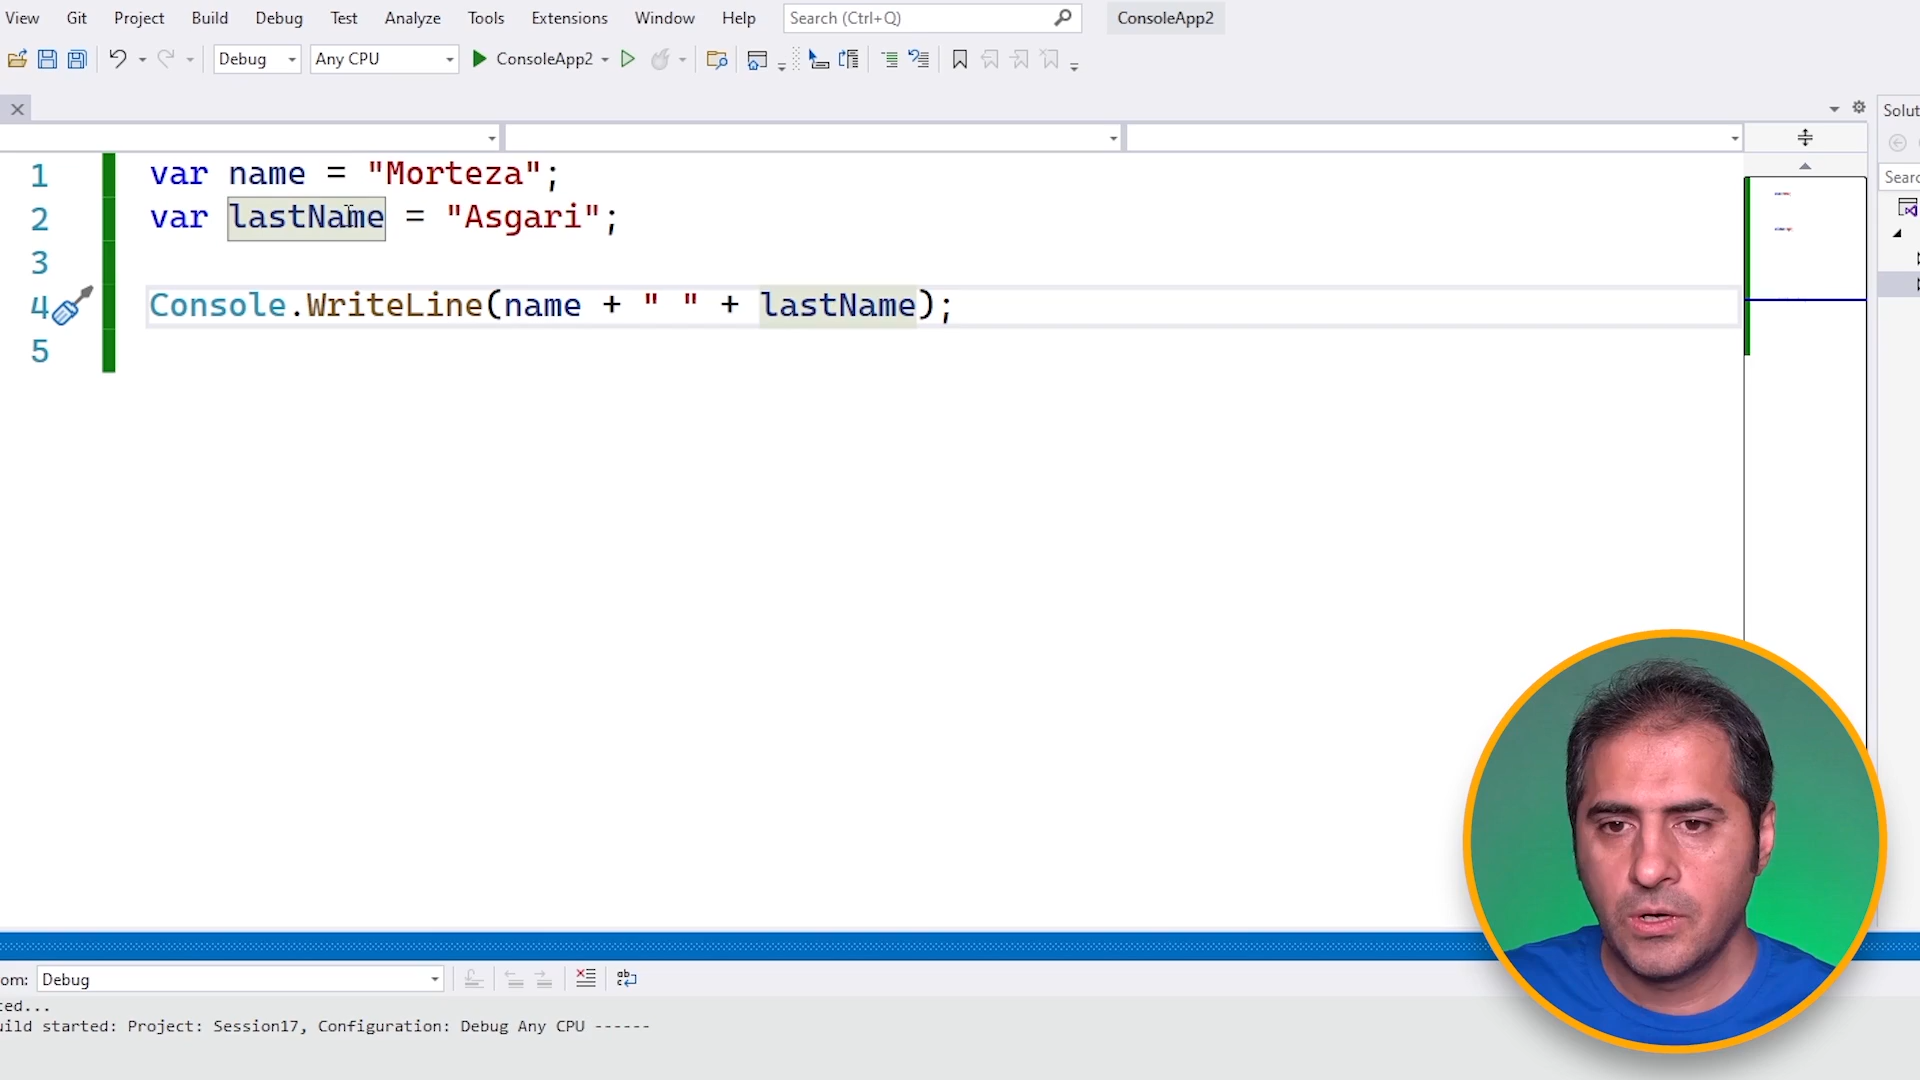 View Git Project Build Debug Test Analyze Tools Extensions Window Help Search (Ctrl+Q) ConsoleApp2
Debug Any CPU ConsoleApp2
Solut
Searc
1 var name = "Morteza";
2 var lastName = "Asgari";
3
4 Console.WriteLine(name + " " + lastName);
5
om: Debug
ted...
uild started: Project: Session17, Configuration: Debug Any CPU ------